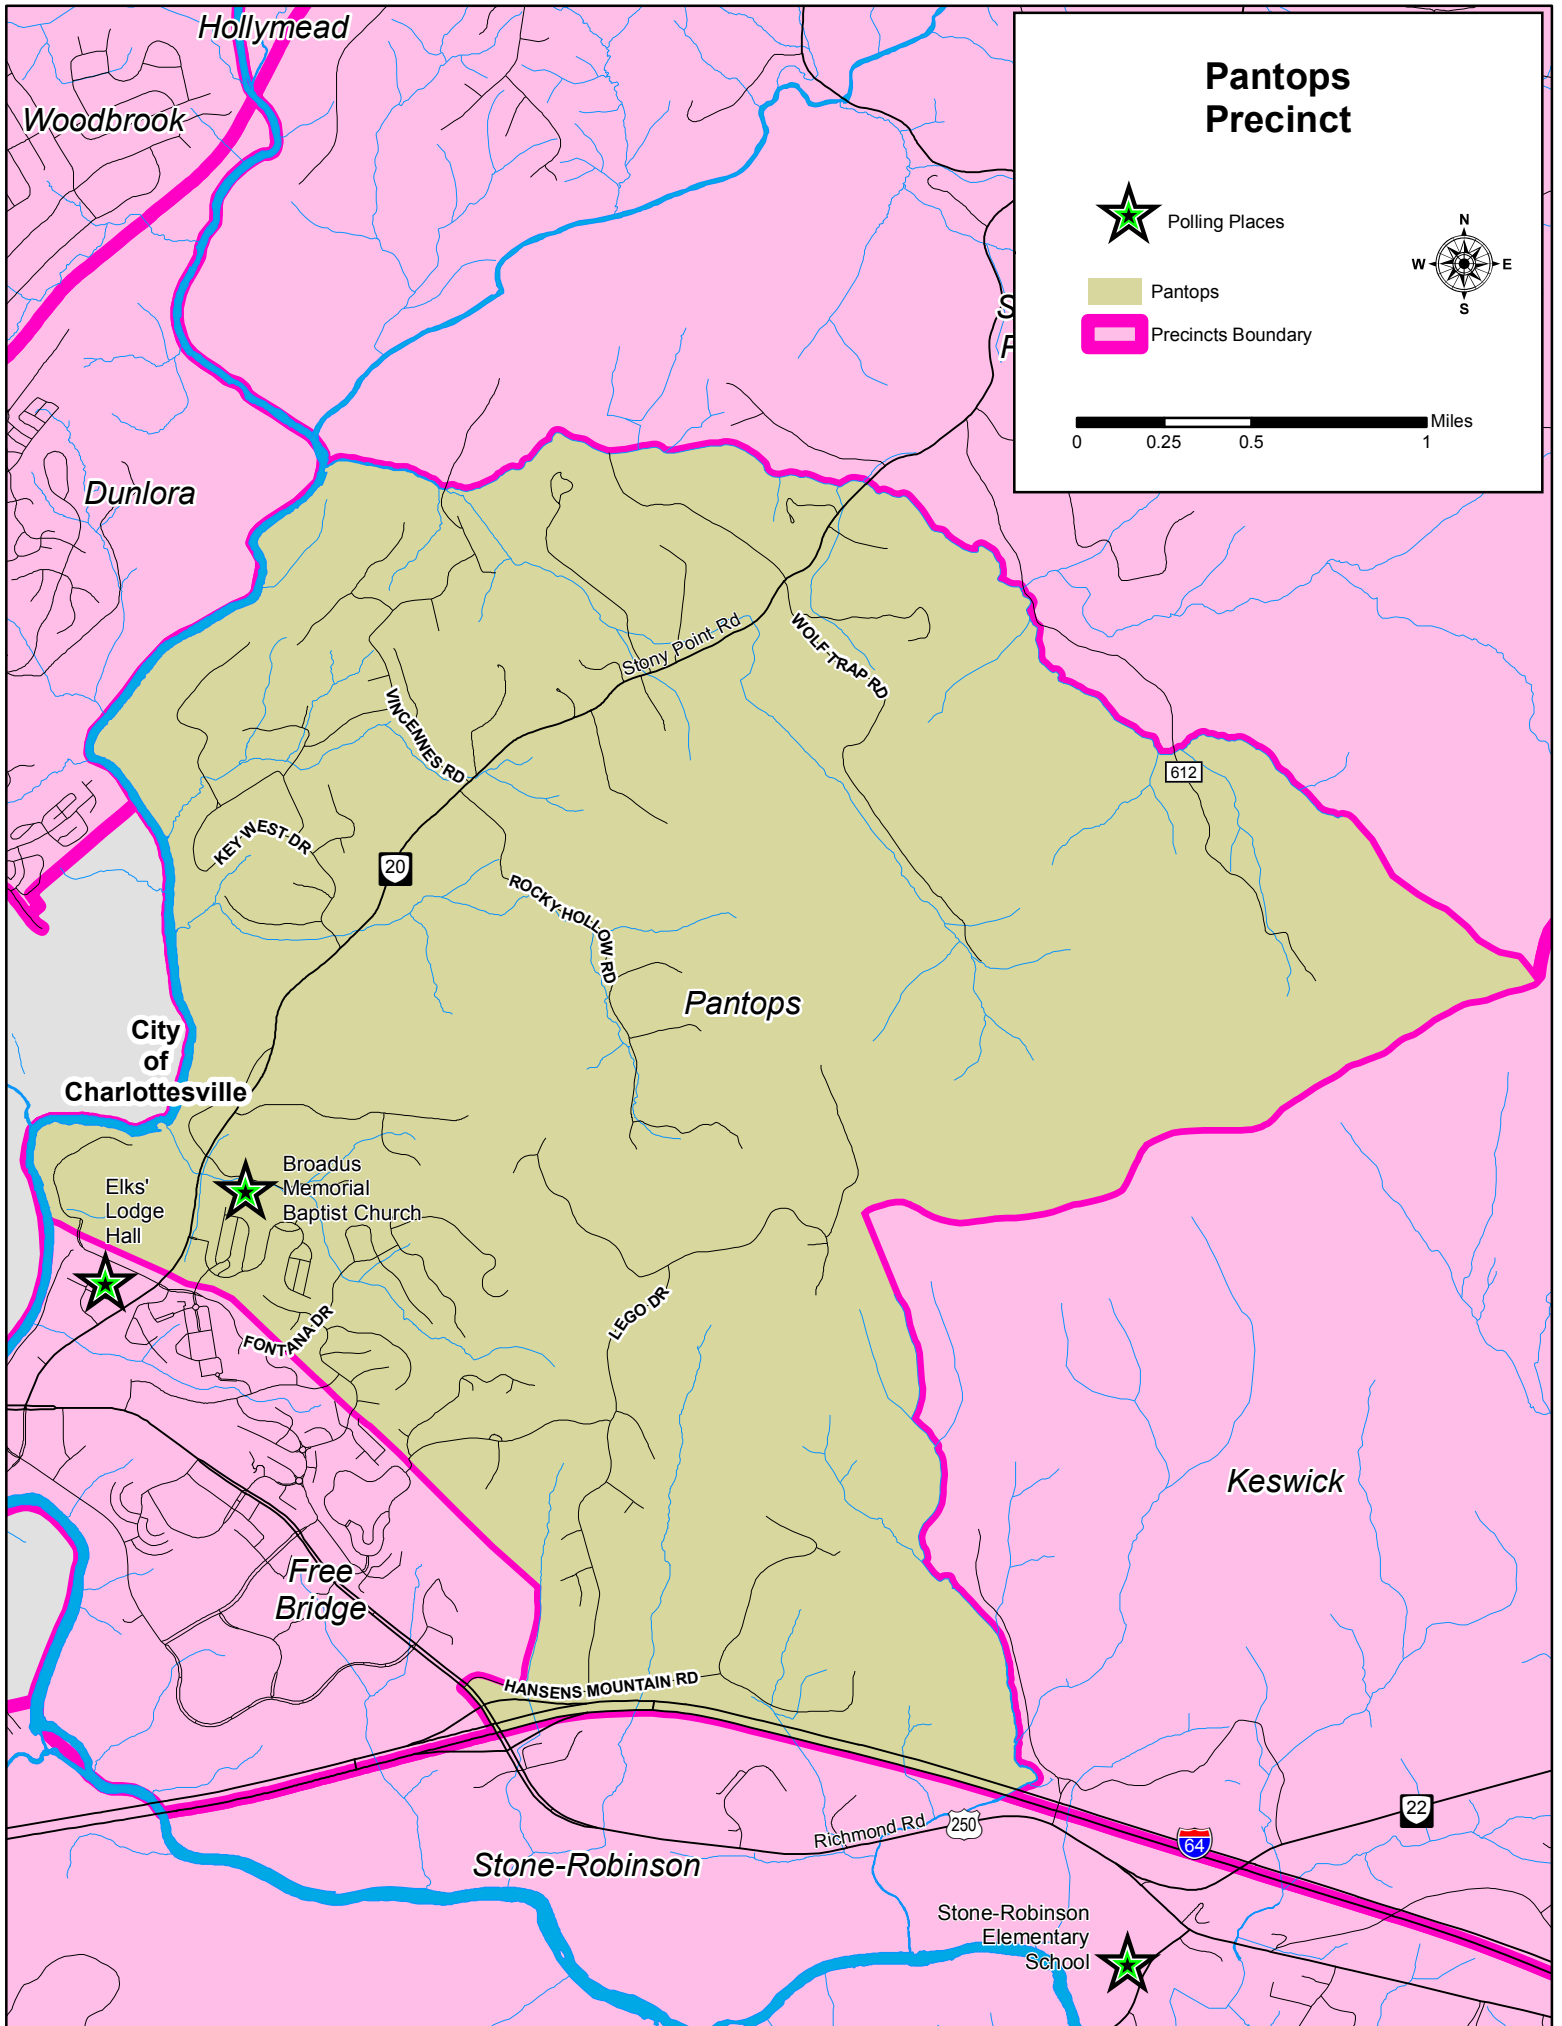 Hollymead
Woodbrook
Pantops
Precinct
Polling Places
N
W
E
S
Pantops
Precincts Boundary
Miles
0
0.25
0.5
1
S
Dunlora
Stony Point Rd
WOLF TRAP RD
VINCENNES RD
612
KEY WEST DR
20
ROCKY HOLLOW RD
Pantops
City
of
Charlottesville
Broadus
Memorial
Baptist Church
Elks'
Lodge
Hall
LEGO DR
FONTANA DR
Keswick
Free
Bridge
HANSENS MOUNTAIN RD
Richmond Rd
250
22
64
Stone-Robinson
Stone-Robinson
Elementary
School